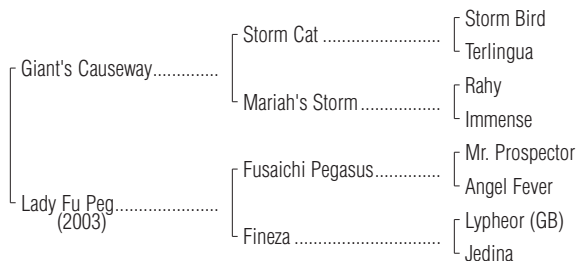 Storm Bird
Storm Cat ........................
Terlingua
Giant's Causeway.............
Rahy
Mariah's Storm ................
Immense
Mr. Prospector
Fusaichi Pegasus.............
Angel Fever
Lady Fu Peg....................
(2003)
Lypheor (GB)
Fineza .............................
Jedina